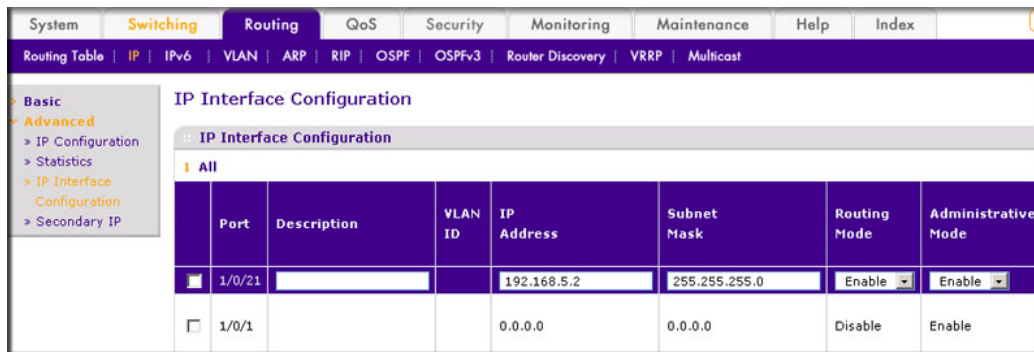 System Switching Routing QoS Security Monitoring Maintenance Help Index
Routing Table | IP | IPv6 | VLAN | ARP | RIP | OSPF | OSPFv3 | Router Discovery | VRRP | Multicast
Basic
Advanced
» IP Configuration
» Statistics
» IP Interface
Configuration
» Secondary IP
IP Interface Configuration
IP Interface Configuration
1 All
Port Description VLAN ID IP Address Subnet Mask Routing Mode Administrative Mode
1/0/21 192.168.5.2 255.255.255.0 Enable Enable
1/0/1 0.0.0.0 0.0.0.0 Disable Enable